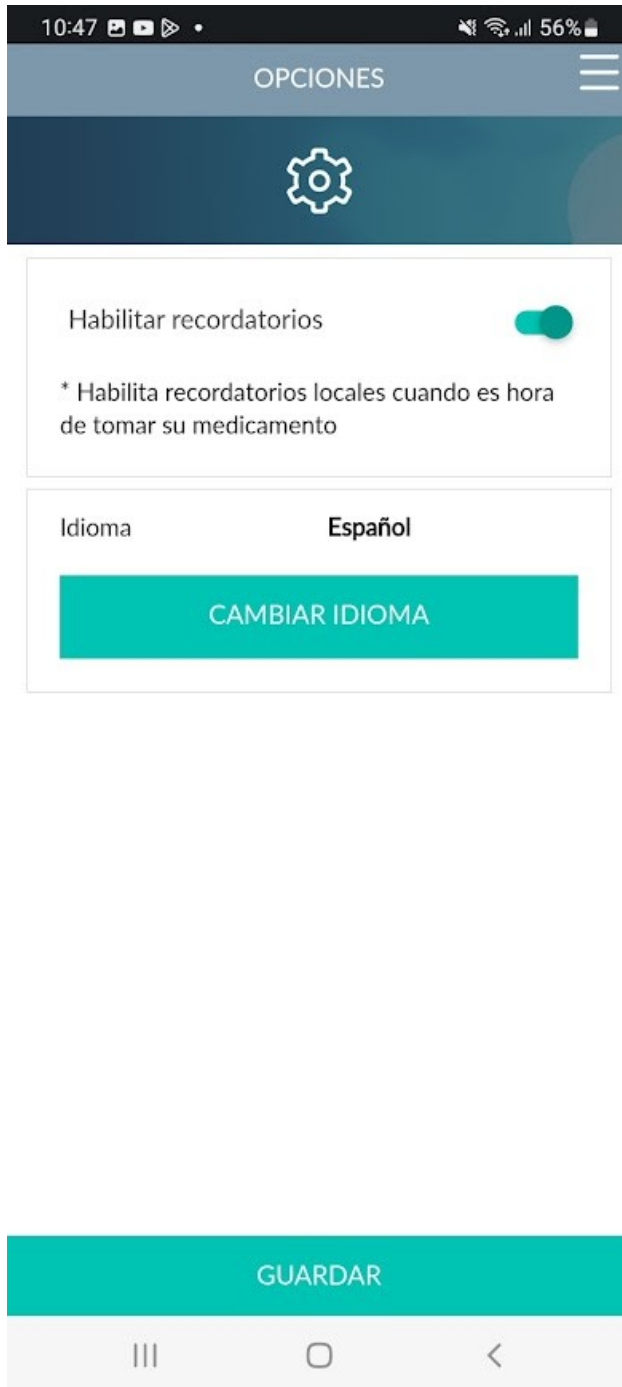 10:47 56%
OPCIONES
Habilitar recordatorios
* Habilita recordatorios locales cuando es hora
de tomar su medicamento
Idioma Español
CAMBIAR IDIOMA
GUARDAR